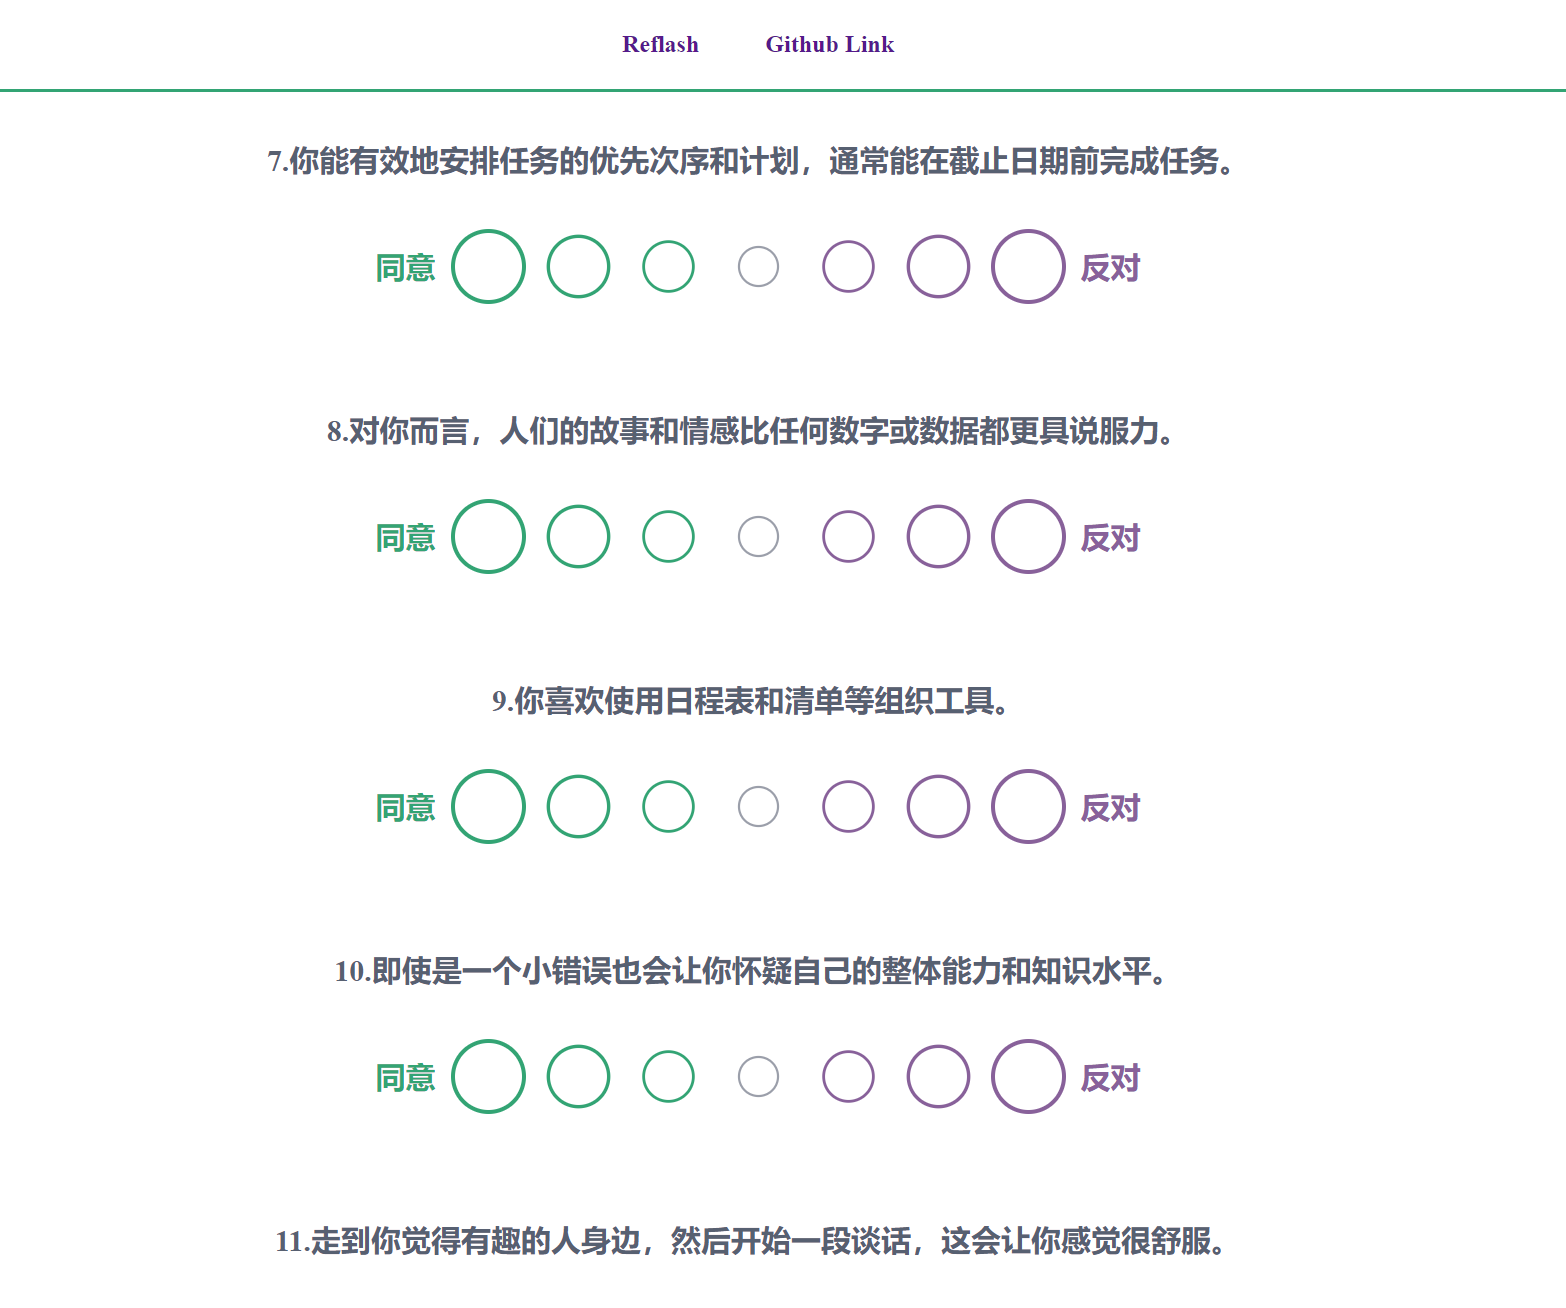 Reflash Github Link
7.你能有效地安排任务的优先次序和计划，通常能在截止日期前完成任务。
同意 反对
8.对你而言，人们的故事和情感比任何数字或数据都更具说服力。
同意 反对
9.你喜欢使用日程表和清单等组织工具。
同意 反对
10.即使是一个小错误也会让你怀疑自己的整体能力和知识水平。
同意 反对
11.走到你觉得有趣的人身边，然后开始一段谈话，这会让你感觉很舒服。